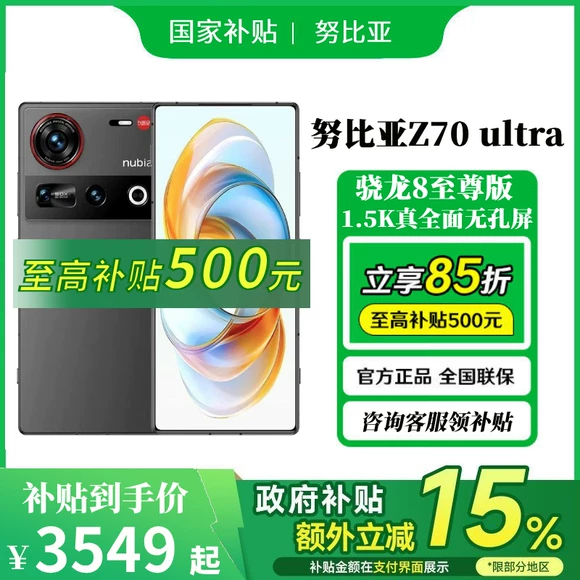 国家补贴 | 努比亚
努比亚Z70 ultra
nubia
骁龙8至尊版
1.5K真全面无孔屏
至高补贴500元
立享85折
至高补贴500元
官方正品 全国联保
咨询客服领补贴
补贴到手价
¥3549起
政府补贴
额外立减
15%
补贴金额在支付界面展示
*限部分地区